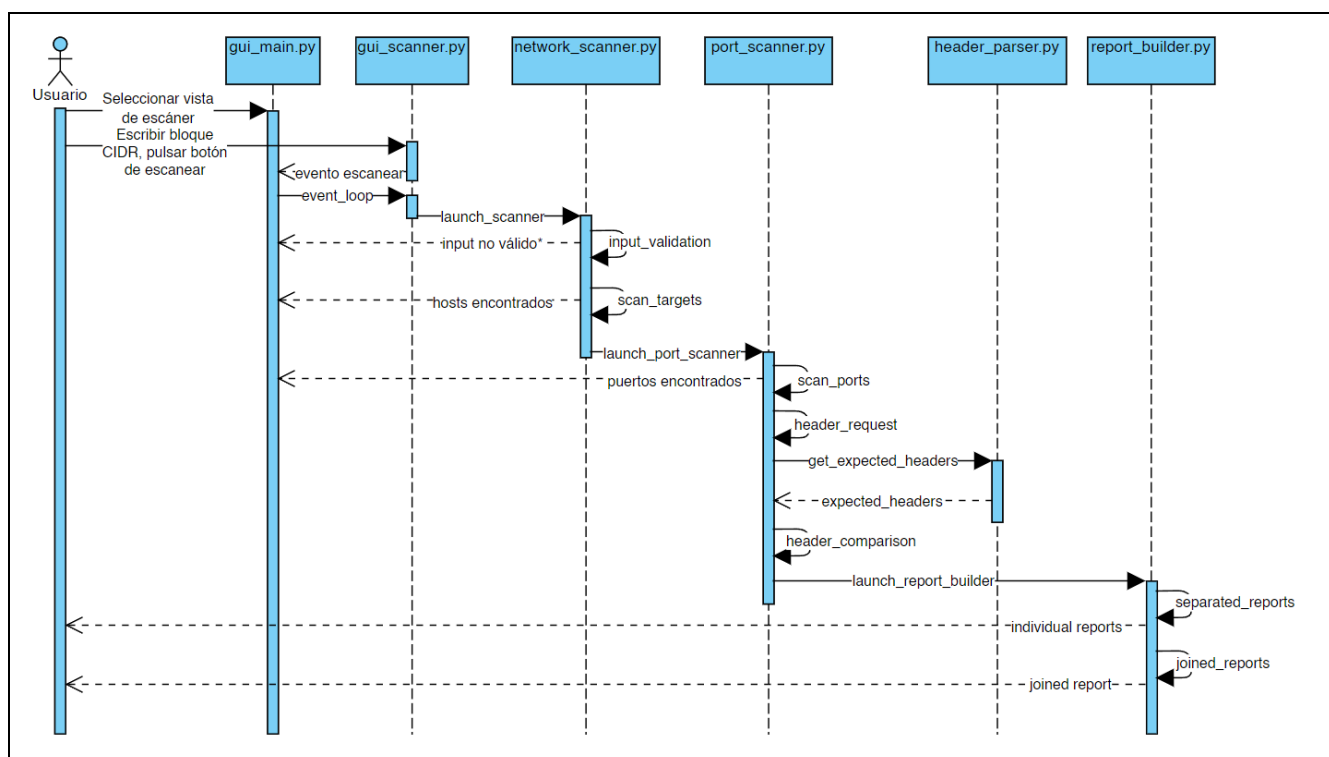 gui_main.py
gui_scanner.py
network_scanner.py
port_scanner.py
header_parser.py
report_builder.py
Usuario
Seleccionar vista
de escáner
Escribir bloque
CIDR, pulsar botón
de escanear
evento escanear
event_loop
launch_scanner
input no válido*
input_validation
hosts encontrados
scan_targets
launch_port_scanner
puertos encontrados
scan_ports
header_request
get_expected_headers
expected_headers
header_comparison
launch_report_builder
separated_reports
individual reports
joined_reports
joined report